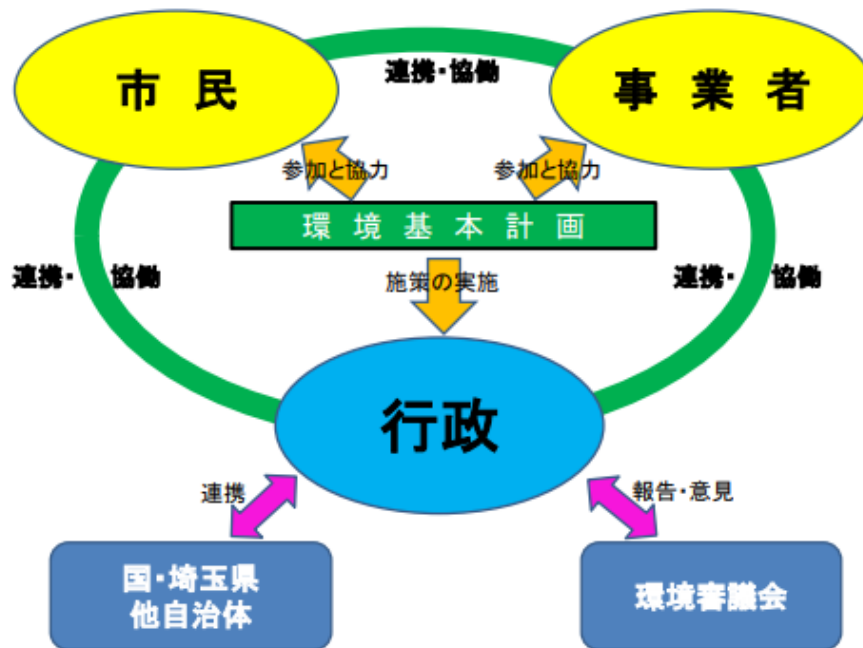 連携・協働
市民
事業者
参加と協力
参加と協力
環境基本計画
連携・協働
連携・協働
施策の実施
行政
連携
報告・意見
国・埼玉県
他自治体
環境審議会